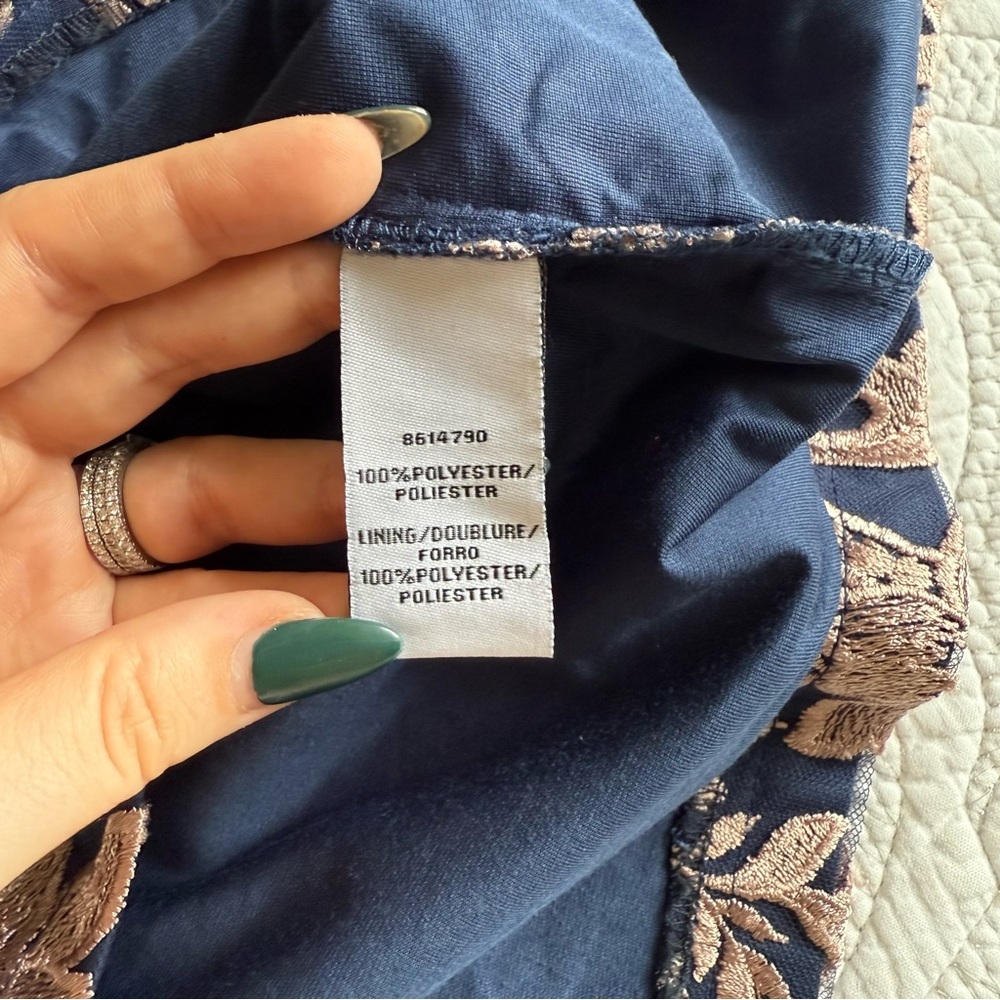 8614790
100%POLYESTER/
POLIESTER
LINING/DOUBLURE/
FORRO
100%POLYESTER/
POLIESTER